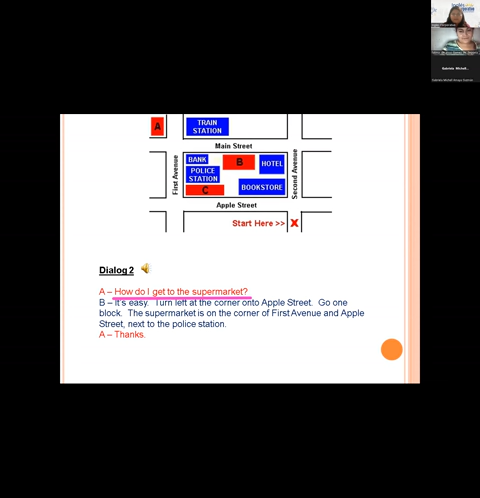 A
TRAIN
STATION
Main Street
First Avenue
BANK
B
HOTEL
POLICE
STATION
C
BOOKSTORE
Second Avenue
Apple Street
Start Here >> X
Dialog 2
A – How do I get to the supermarket?
B – It's easy.  Turn left at the corner onto Apple Street.  Go one
block.  The supermarket is on the corner of First Avenue and Apple
Street, next to the police station.
A – Thanks.